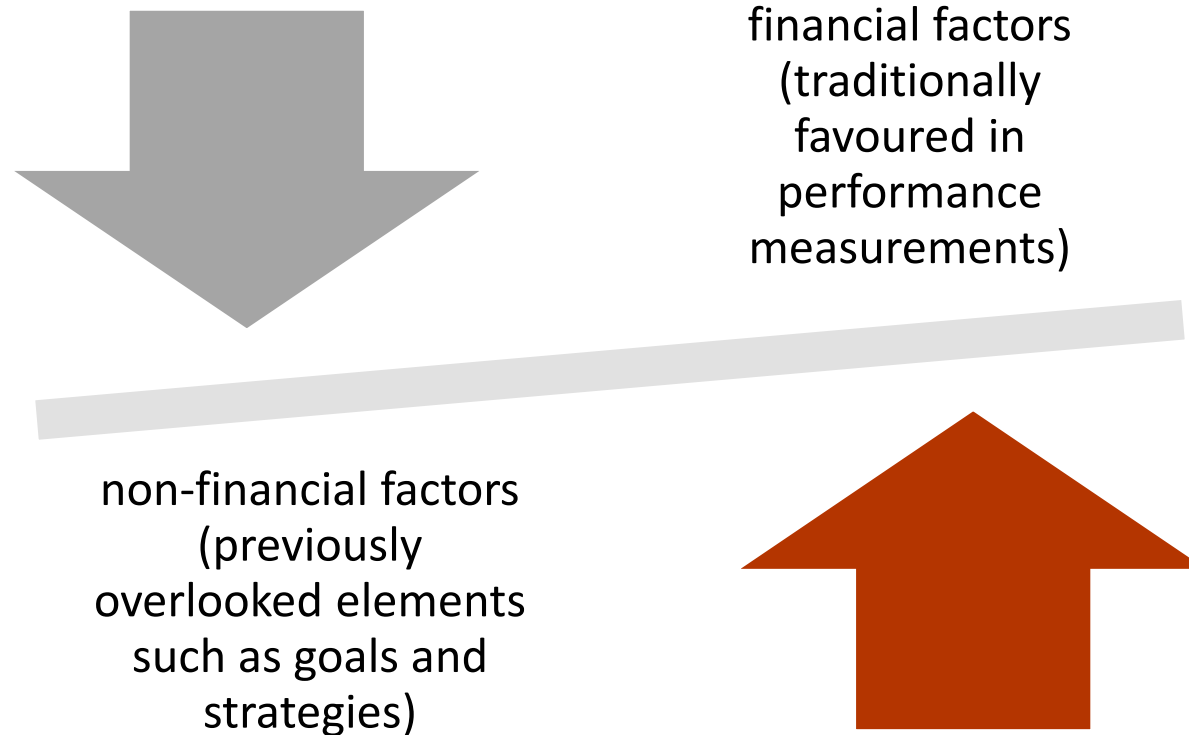 financial factors
(traditionally
favoured in
performance
measurements)
non-financial factors
(previously
overlooked elements
such as goals and
strategies)